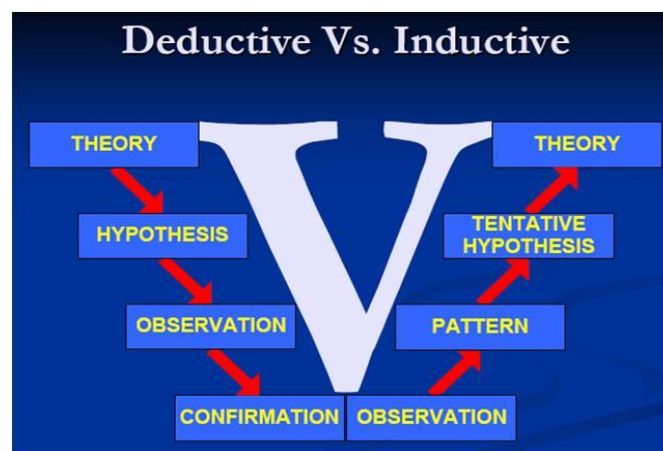 Deductive Vs. Inductive
V
THEORY
HYPOTHESIS
OBSERVATION
CONFIRMATION
THEORY
TENTATIVE
HYPOTHESIS
PATTERN
OBSERVATION